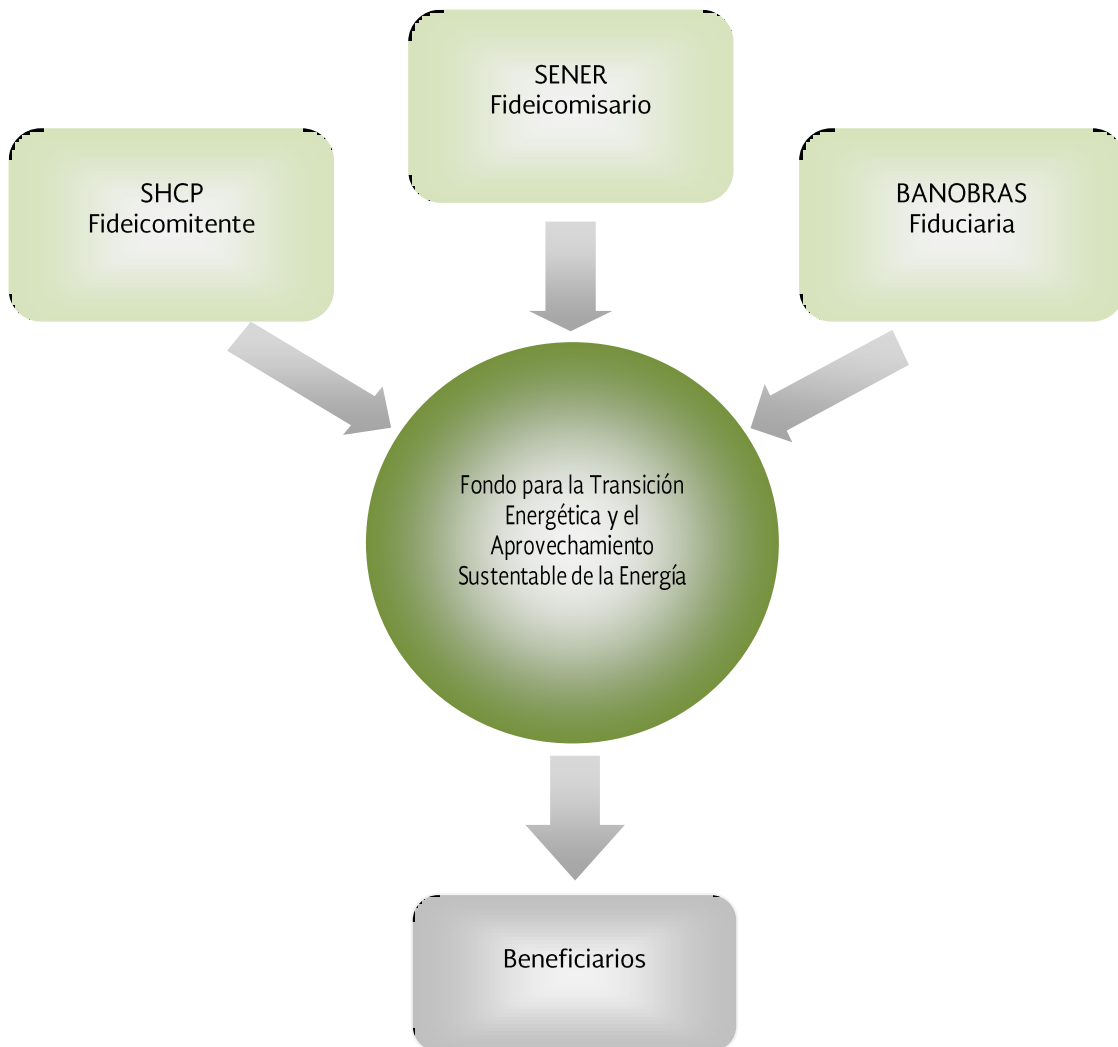 SENER
Fideicomisario
SHCP
Fideicomitente
BANOBRAS
Fiduciaria
Fondo para la Transición
Energética y el
Aprovechamiento
Sustentable de la Energía
Beneficiarios